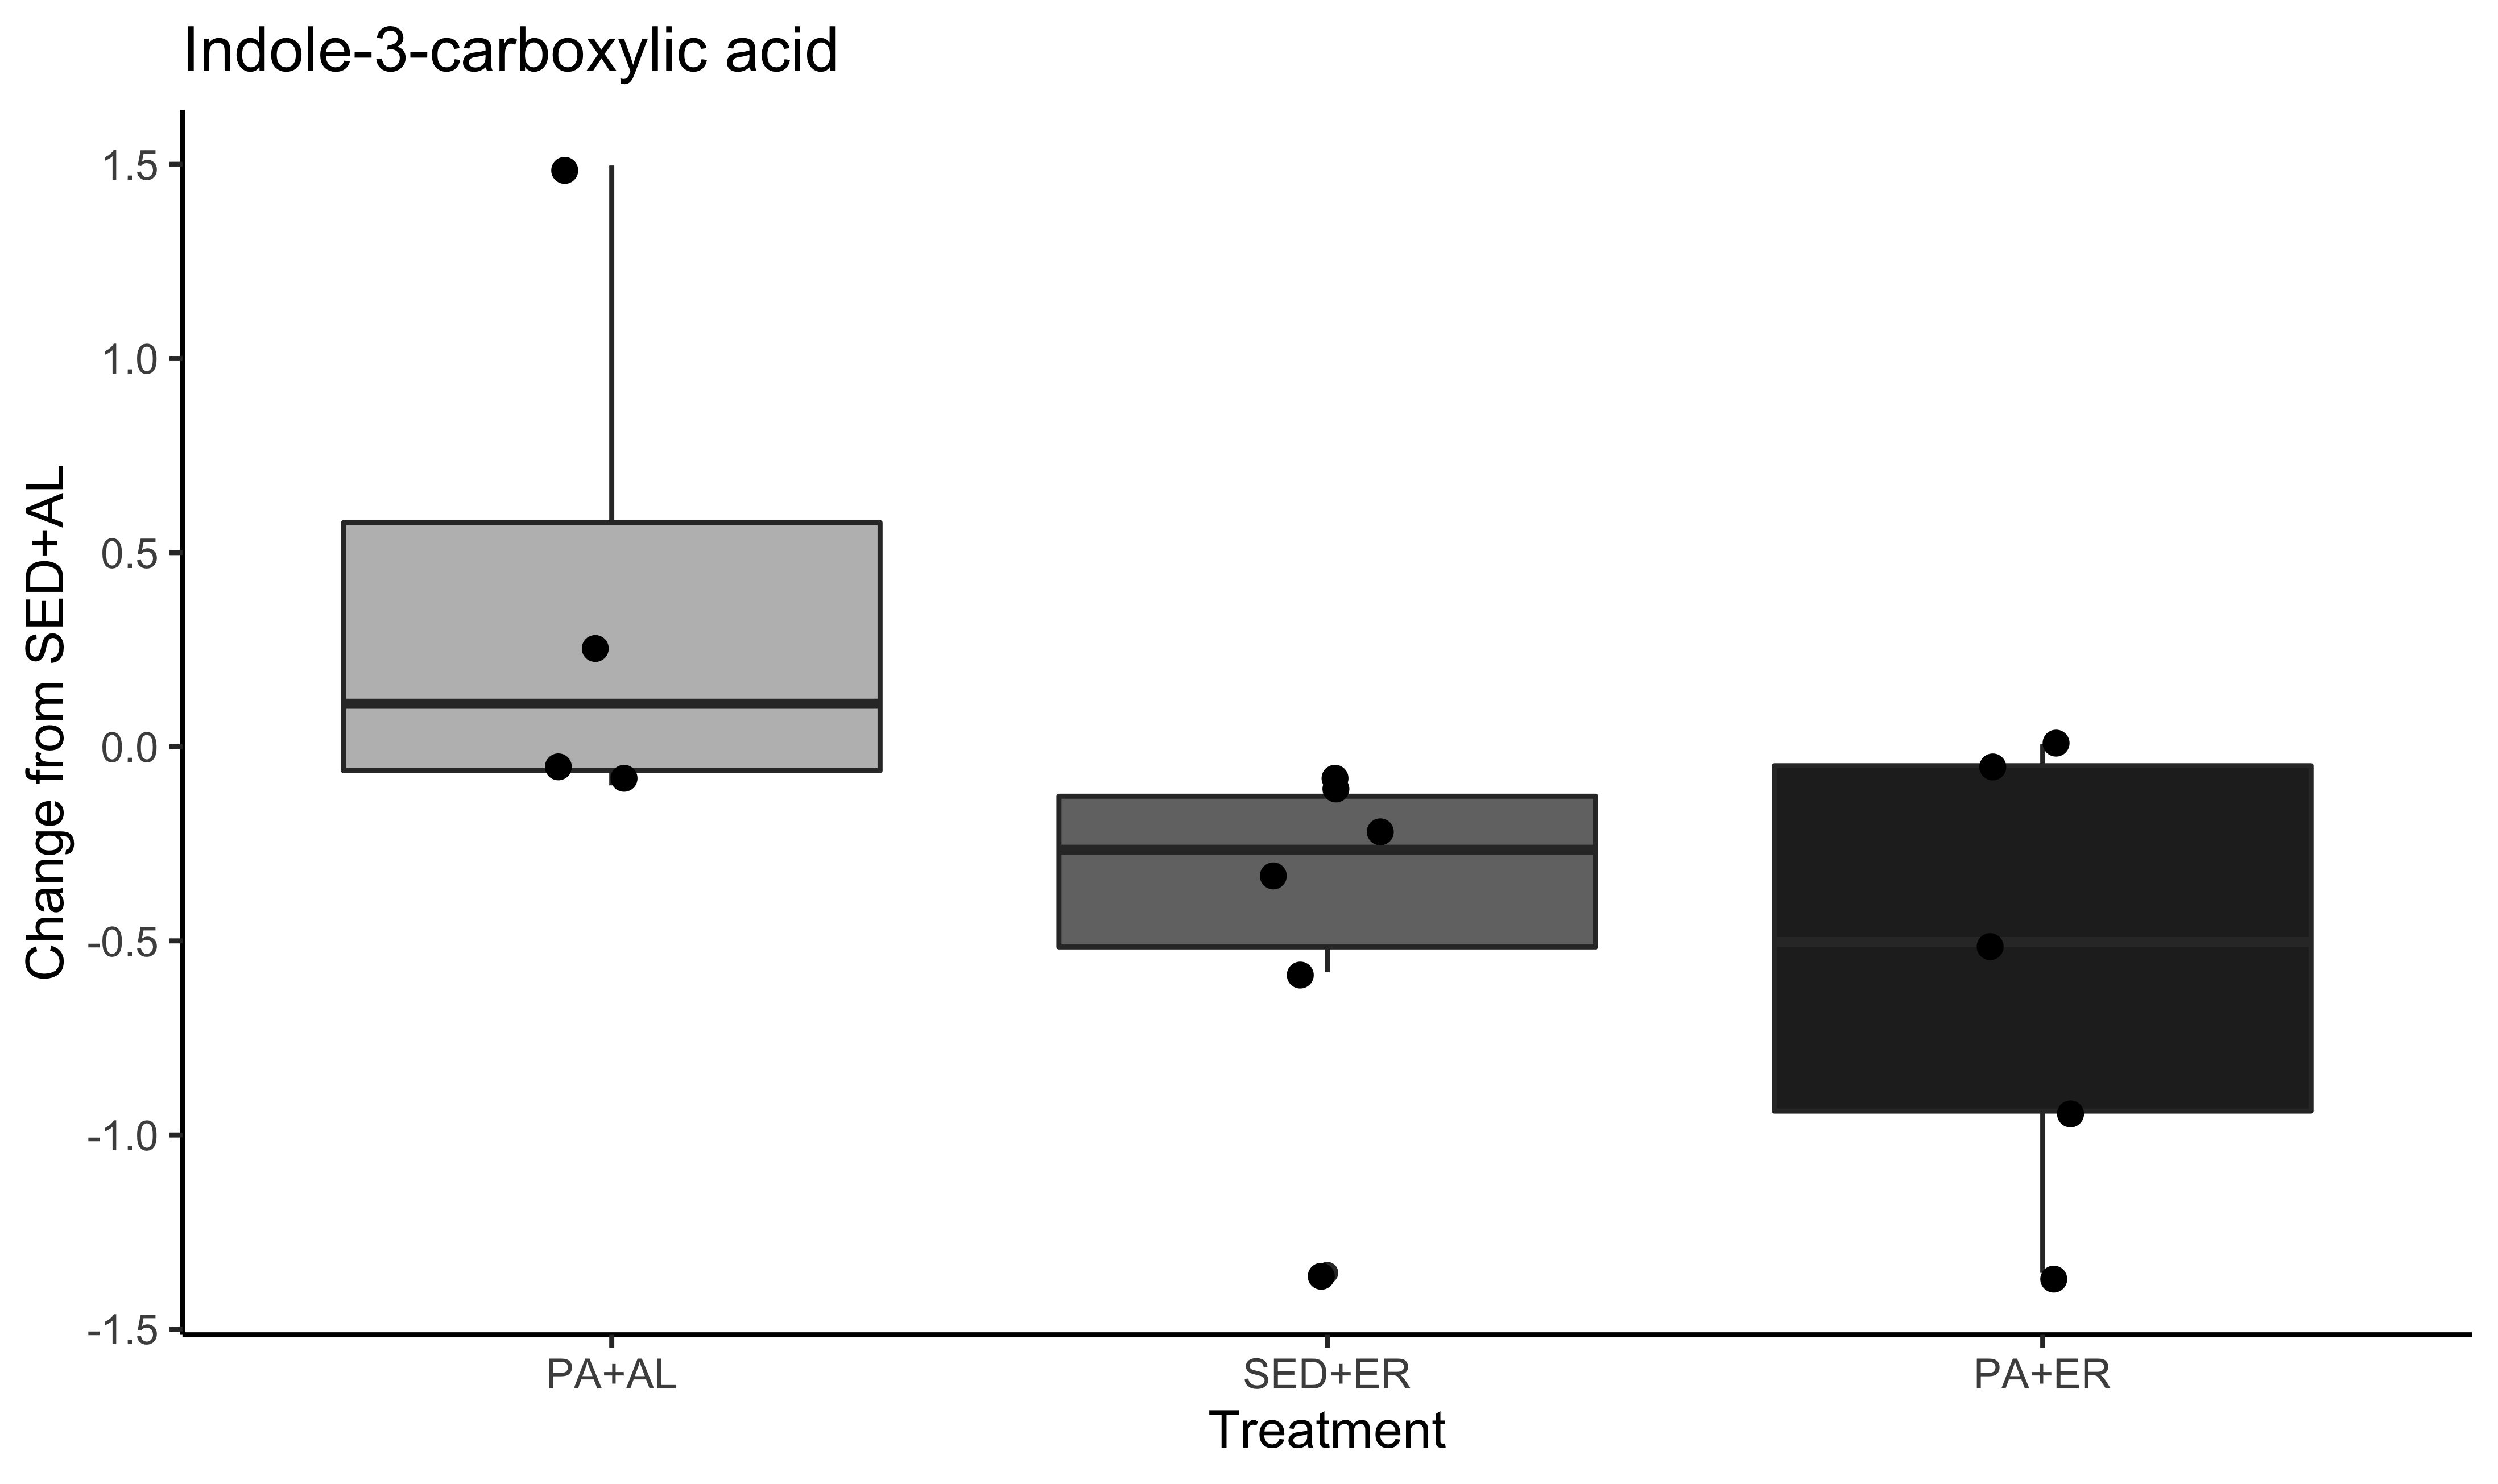 Indole-3-carboxylic acid
Change from SED+AL
1.5
1.0
0.5
0.0
-0.5
-1.0
-1.5
PA+AL SED+ER PA+ER
Treatment